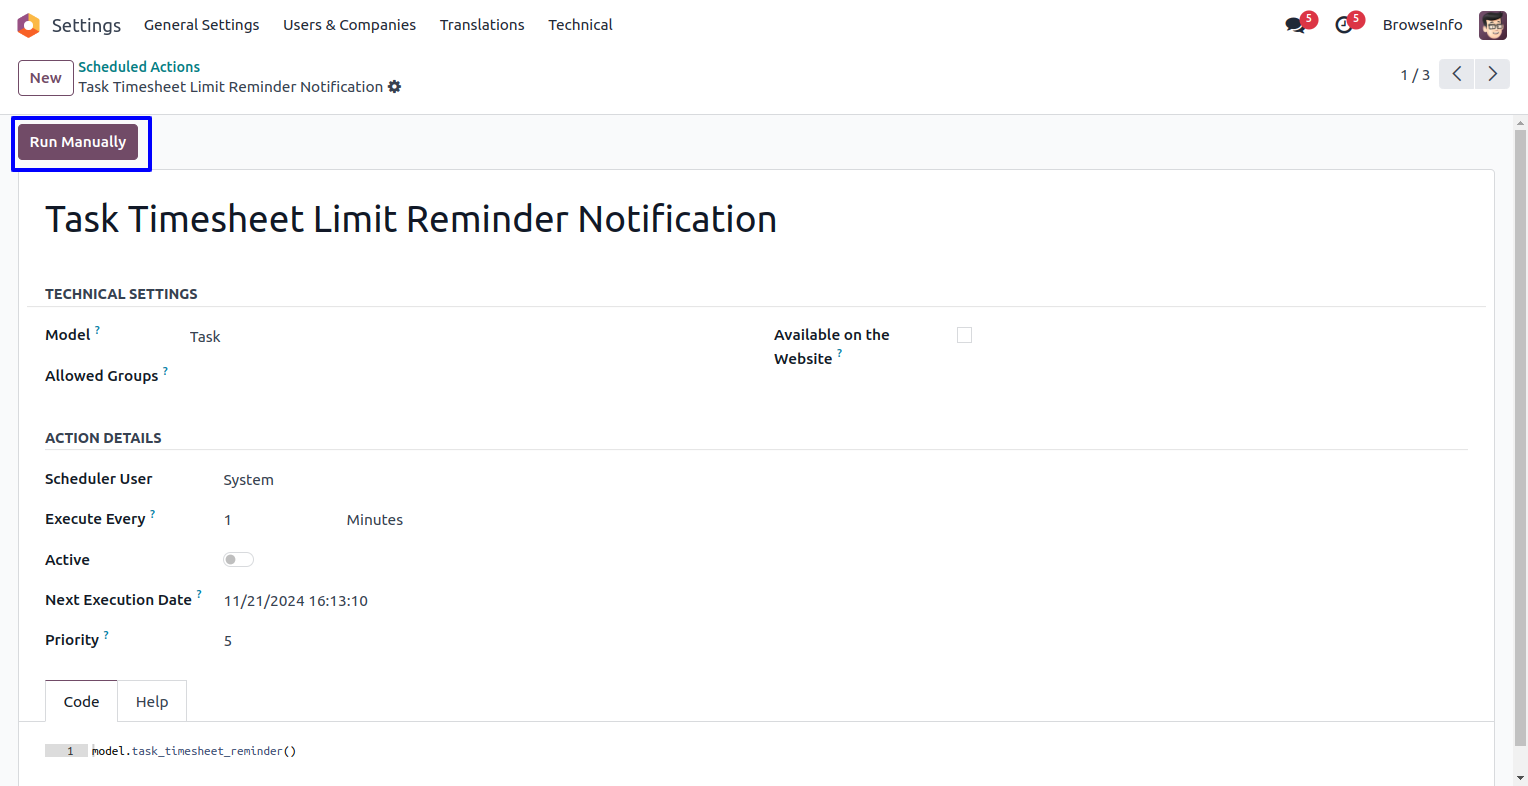 Settings General Settings Users & Companies Translations Technical 5 5 BrowseInfo
New Scheduled Actions
Task Timesheet Limit Reminder Notification 1 / 3
Run Manually
Task Timesheet Limit Reminder Notification
TECHNICAL SETTINGS
Model ? Task Available on the
Website ?
Allowed Groups ?
ACTION DETAILS
Scheduler User System
Execute Every ? 1 Minutes
Active
Next Execution Date ? 11/21/2024 16:13:10
Priority ? 5
Code Help
1 model.task_timesheet_reminder()